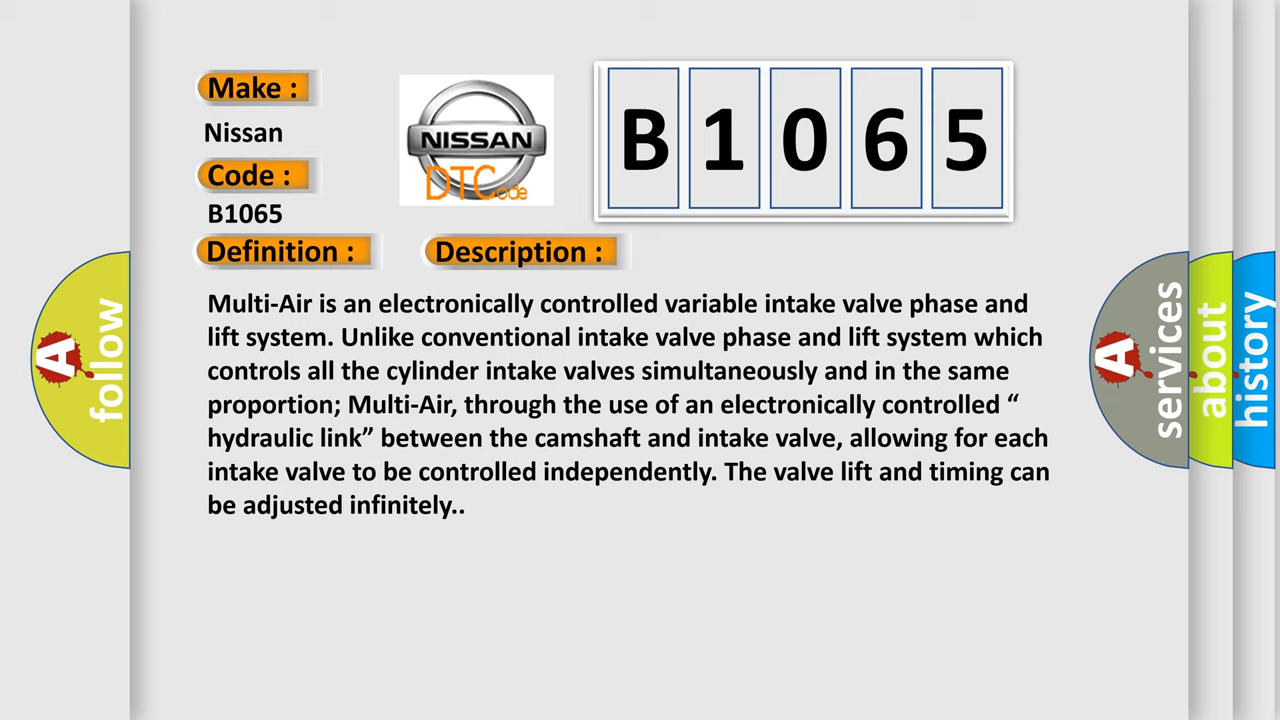 Make :
Nissan
Code :
B1065
Definition :
Description :
NISSAN
DTCode
B1065
Multi-Air is an electronically controlled variable intake valve phase and
lift system. Unlike conventional intake valve phase and lift system which
controls all the cylinder intake valves simultaneously and in the same
proportion; Multi-Air, through the use of an electronically controlled “
hydraulic link” between the camshaft and intake valve, allowing for each
intake valve to be controlled independently. The valve lift and timing can
be adjusted infinitely..
A
follow
A
services
about
history